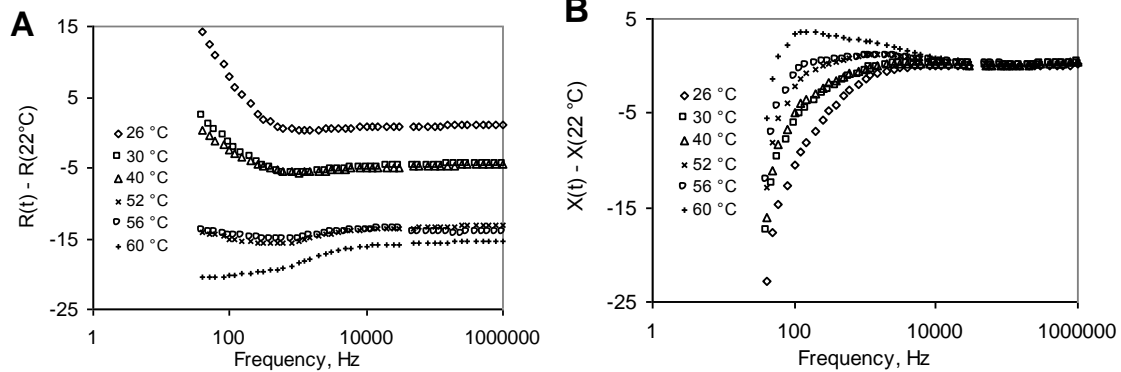 A
R(t) - R(22°C)
15
5
-5
-15
-25
26 °C
30 °C
40 °C
52 °C
56 °C
60 °C
1
100
10000
1000000
Frequency, Hz
B
X(t) - X(22 °C)
5
-5
-15
-25
26 °C
30 °C
40 °C
52 °C
56 °C
60 °C
1
100
10000
1000000
Frequency, Hz